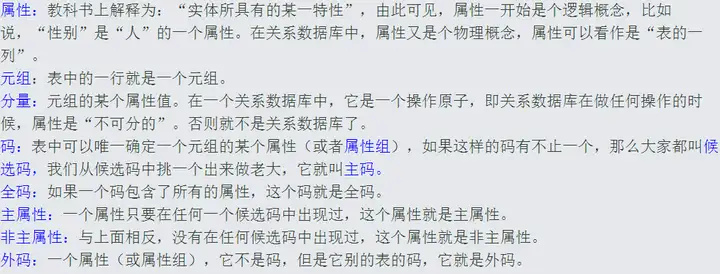 属性：教科书上解释为：“实体所具有的某一特性”，由此可见，属性一开始是个逻辑概念，比如
说，“性别”是“人”的一个属性。在关系数据库中，属性又是个物理概念，属性可以看作是“表的一
列”。
元组：表中的一行就是一个元组。
分量：元组的某个属性值。在一个关系数据库中，它是一个操作原子，即关系数据库在做任何操作的时
候，属性是“不可分的”。否则就不是关系数据库了。
码：表中可以唯一确定一个元组的某个属性（或者属性组），如果这样的码有不止一个，那么大家都叫候
选码，我们从候选码中挑一个出来做老大，它就叫主码。
全码：如果一个码包含了所有的属性，这个码就是全码。
主属性：一个属性只要在任何一个候选码中出现过，这个属性就是主属性。
非主属性：与上面相反，没有在任何候选码中出现过，这个属性就是非主属性。
外码：一个属性（或属性组），它不是码，但是它别的表的码，它就是外码。